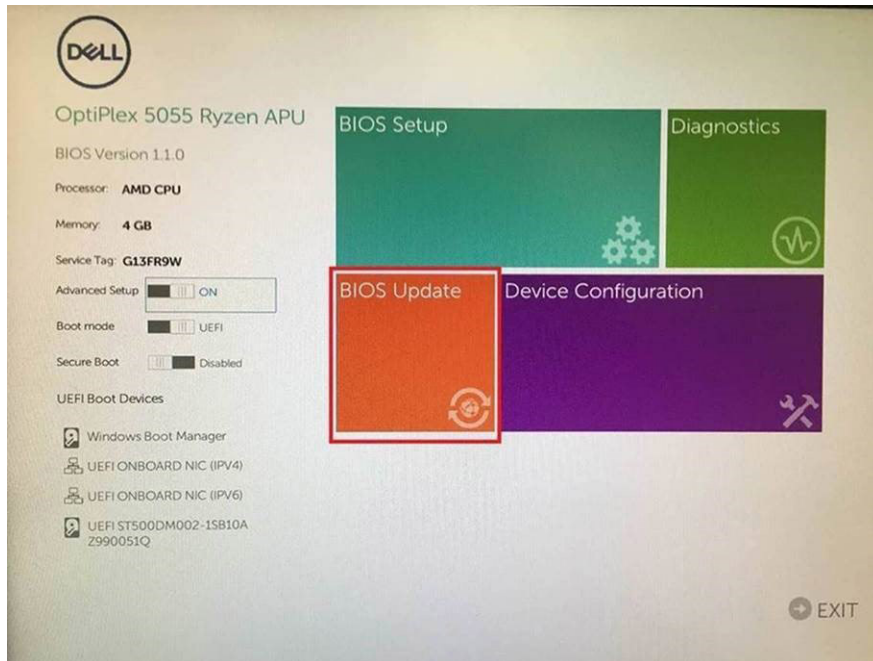 DELL
OptiPlex 5055 Ryzen APU
BIOS Version 1.1.0
Processor: AMD CPU
Memory: 4 GB
Service Tag: G13FR9W
Advanced Setup ON
Boot mode UEFI
Secure Boot Disabled
UEFI Boot Devices
Windows Boot Manager
UEFI ONBOARD NIC (IPV4)
UEFI ONBOARD NIC (IPV6)
UEFI ST500DM002-1SB10A
Z990051Q
BIOS Setup
Diagnostics
BIOS Update
Device Configuration
EXIT